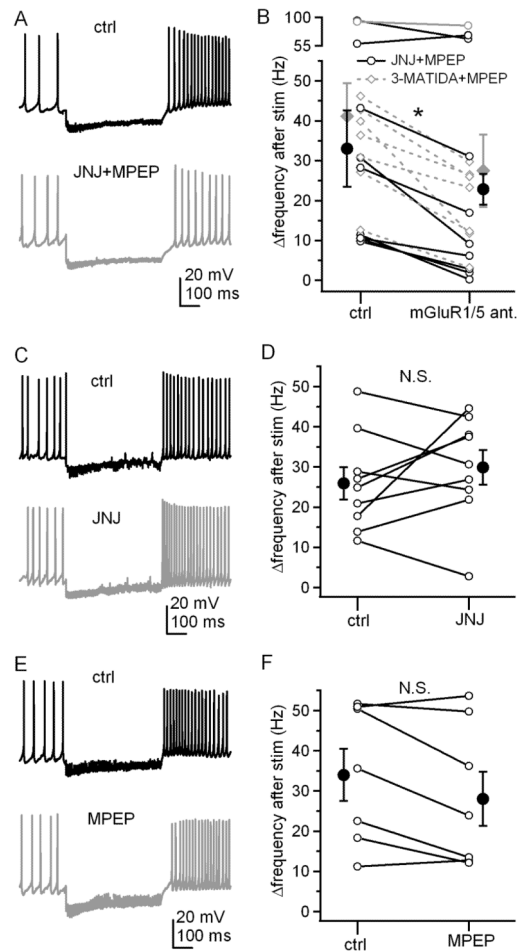 A
ctrl
JNJ+MPEP
20 mV
100 ms
B
Δfrequency after stim (Hz)
100
55
50
40
30
20
10
0
JNJ+MPEP
3-MATIDA+MPEP
*
ctrl
mGluR1/5 ant.
C
ctrl
JNJ
20 mV
100 ms
D
N.S.
Δfrequency after stim (Hz)
50
40
30
20
10
0
ctrl
JNJ
E
ctrl
MPEP
20 mV
100 ms
F
N.S.
Δfrequency after stim (Hz)
50
40
30
20
10
0
ctrl
MPEP